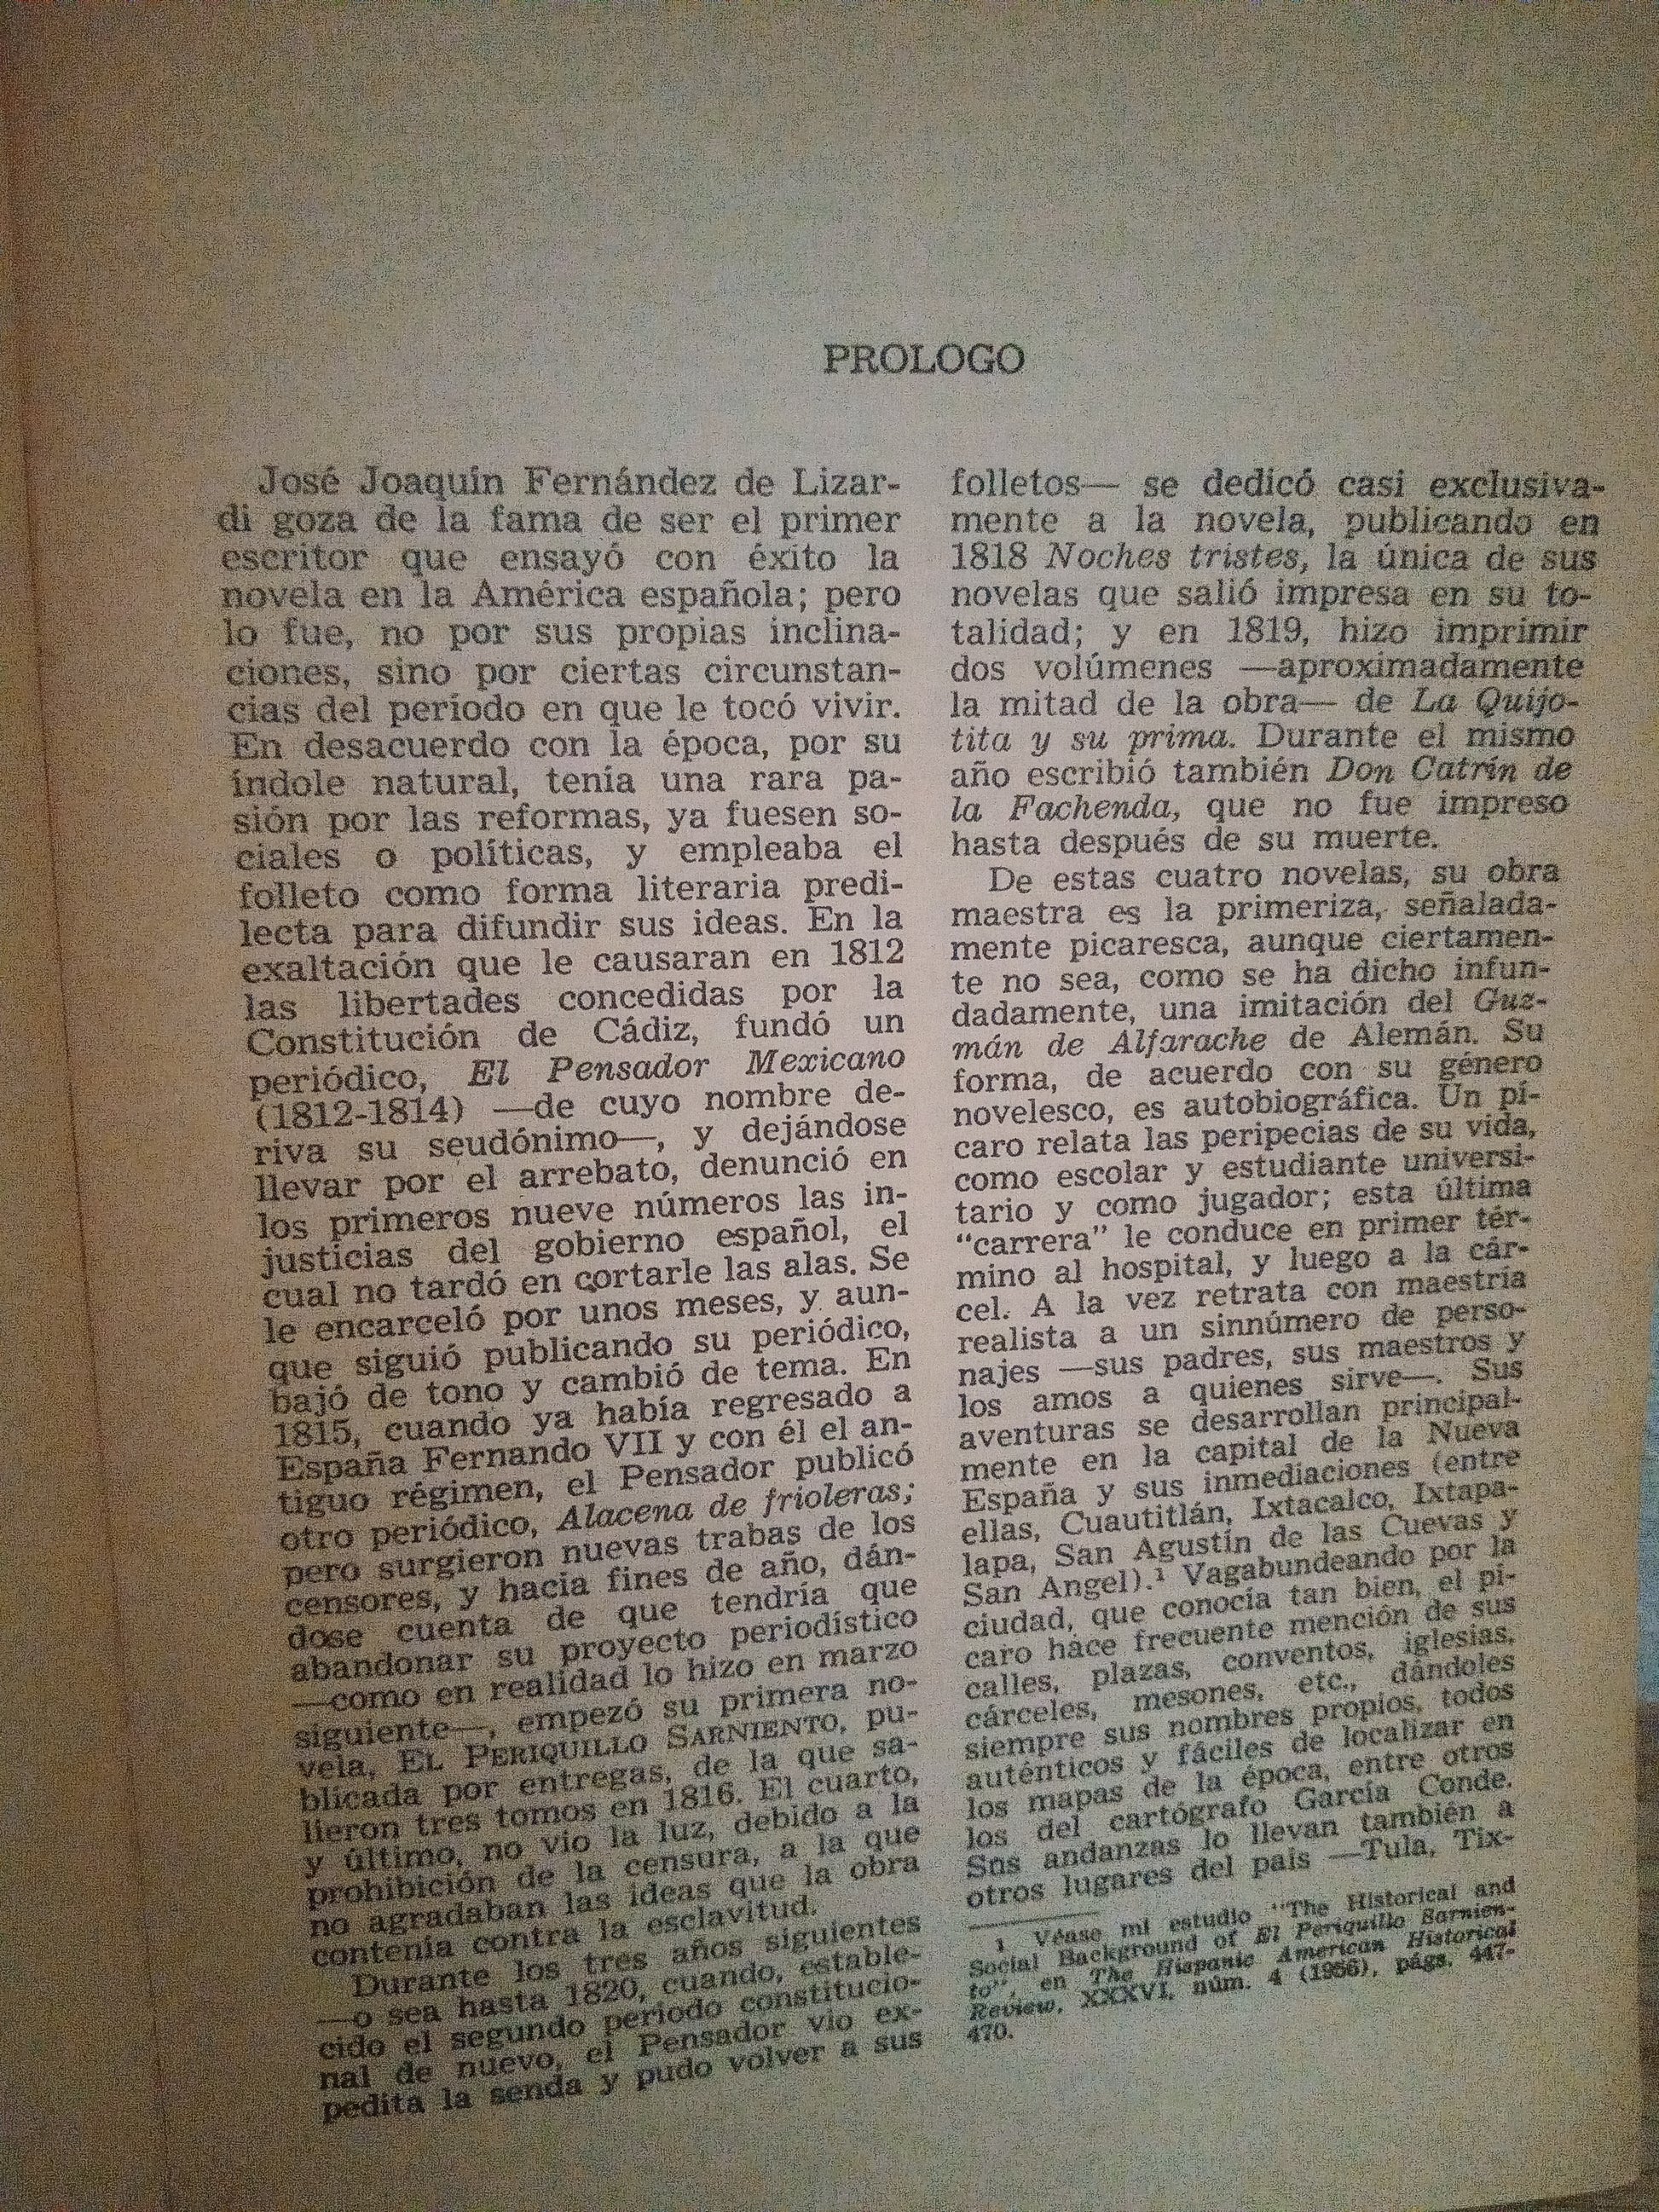 PROLOGO
José Joaquín Fernández de Lizar-
di goza de la fama de ser el primer
escritor que ensayó con éxito la
novela en la América española; pero
lo fue, no por sus propias inclina-
ciones, sino por ciertas circunstan-
cias del período en que le tocó vivir.
En desacuerdo con la época, por su
índole natural, tenía una rara pa-
sión por las reformas, ya fuesen so-
ciales o políticas, y empleaba el
folleto como forma literaria predi-
lecta para difundir sus ideas. En la
exaltación que le causaran en 1812
las libertades concedidas por la
Constitución de Cádiz, fundó un
periódico, El Pensador Mexicano
(1812-1814) —de cuyo nombre de-
riva su seudónimo—, y dejándose
llevar por el arrebato, denunció en
los primeros nueve números las in-
justicias del gobierno español, el
cual no tardó en cortarle las alas. Se
le encarceló por unos meses, y aun-
que siguió publicando su periódico,
bajó de tono y cambió de tema. En
1815, cuando ya había regresado a
España Fernando VII y con él el an-
tiguo régimen, el Pensador publicó
otro periódico, Alacena de frioleras;
pero surgieron nuevas trabas de los
censores, y hacia fines de año, dán-
dose cuenta de que tendría que
abandonar su proyecto periodístico
—como en realidad lo hizo en marzo
siguiente—, empezó su primera no-
vela, EL PERIQUILLO SARNIENTO, pu-
blicada por entregas, de la que sa-
lieron tres tomos en 1816. El cuarto,
y último, no vio la luz, debido a la
prohibición de la censura, a la que
no agradaban las ideas que la obra
contenía contra la esclavitud.
Durante los tres años siguientes
—o sea hasta 1820, cuando, estable-
cido el segundo periodo constitucio-
nal de nuevo, el Pensador vio ex-
pedita la senda y pudo volver a sus
folletos— se dedicó casi exclusiva-
mente a la novela, publicando en
1818 Noches tristes, la única de sus
novelas que salió impresa en su to-
talidad; y en 1819, hizo imprimir
dos volúmenes —aproximadamente
la mitad de la obra— de La Quijo-
tita y su prima. Durante el mismo
año escribió también Don Catrín de
la Fachenda, que no fue impreso
hasta después de su muerte.
De estas cuatro novelas, su obra
maestra es la primeriza, señalada-
mente picaresca, aunque ciertamen-
te no sea, como se ha dicho infun-
dadamente, una imitación del Guz-
mán de Alfarache de Alemán. Su
forma, de acuerdo con su género
novelesco, es autobiográfica. Un pí-
caro relata las peripecias de su vida,
como escolar y estudiante universi-
tario y como jugador; esta última
“carrera” le conduce en primer tér-
mino al hospital, y luego a la cár-
cel. A la vez retrata con maestría
realista a un sinnúmero de perso-
najes —sus padres, sus maestros y
los amos a quienes sirve—. Sus
aventuras se desarrollan principal-
mente en la capital de la Nueva
España y sus inmediaciones (entre
ellas, Cuautitlán, Ixtacalco, Ixtapa-
lapa, San Agustín de las Cuevas y
San Angel).¹ Vagabundeando por la
ciudad, que conocía tan bien, el pí-
caro hace frecuente mención de sus
calles, plazas, conventos, iglesias,
cárceles, mesones, etc., dándoles
siempre sus nombres propios, todos
auténticos y fáciles de localizar en
los mapas de la época, entre otros
los del cartógrafo García Conde.
Sus andanzas lo llevan también a
otros lugares del país —Tula, Tix-
1 Véase mi estudio “The Historical and
Social Background of El Periquillo Sarnien-
to”, en The Hispanic American Historical
Review, XXXVI, núm. 4 (1956), págs. 447-
470.